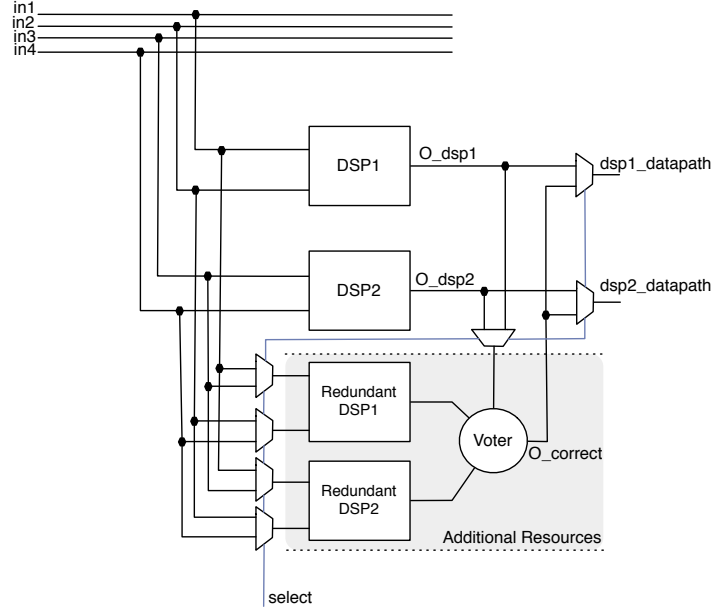 in1
in2
in3
in4
DSP1
O_dsp1
dsp1_datapath
DSP2
O_dsp2
dsp2_datapath
Redundant
DSP1
Voter
O_correct
Redundant
DSP2
Additional Resources
select